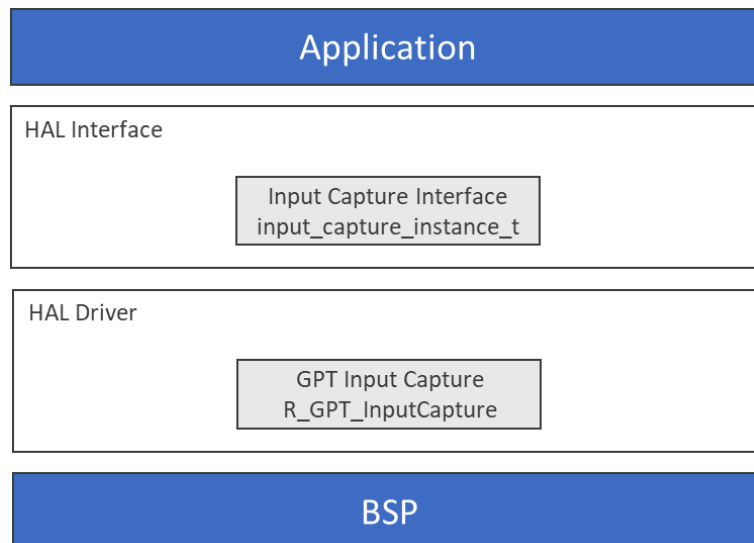 Application
HAL Interface
Input Capture Interface
input_capture_instance_t
HAL Driver
GPT Input Capture
R_GPT_InputCapture
BSP